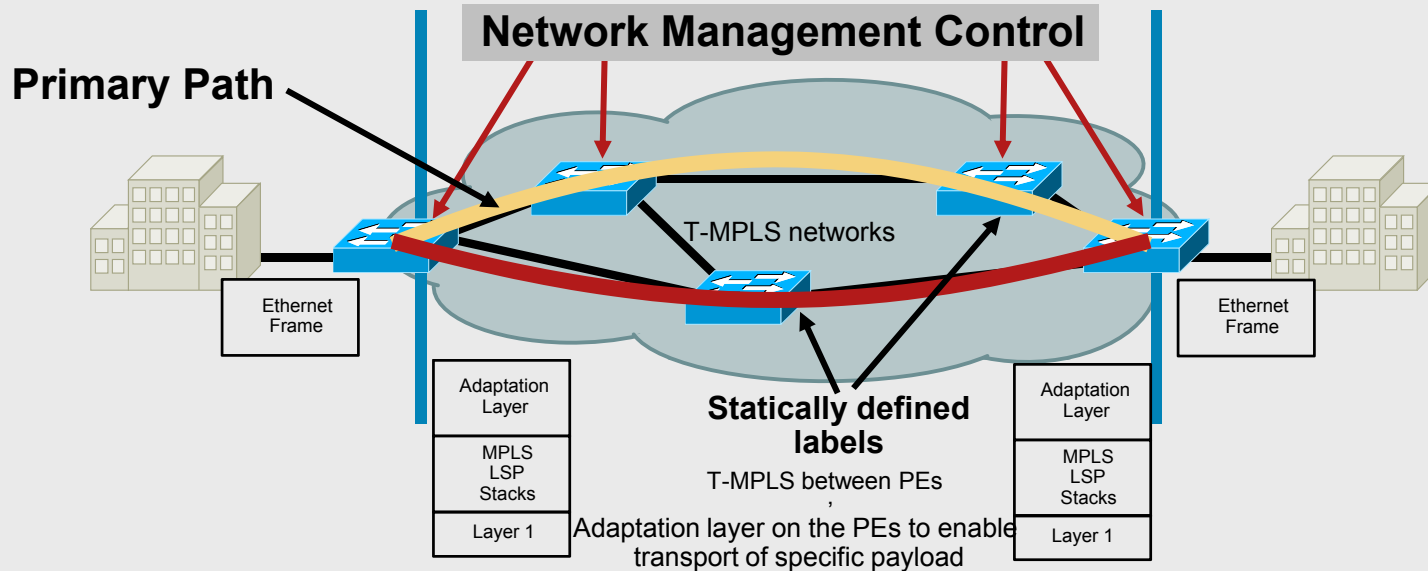 Network Management Control
Primary Path
T-MPLS networks
Ethernet
Frame
Ethernet
Frame
Adaptation
Layer
MPLS
LSP
Stacks
Layer 1
Statically defined
labels
T-MPLS between PEs
,
Adaptation layer on the PEs to enable
transport of specific payload
Adaptation
Layer
MPLS
LSP
Stacks
Layer 1